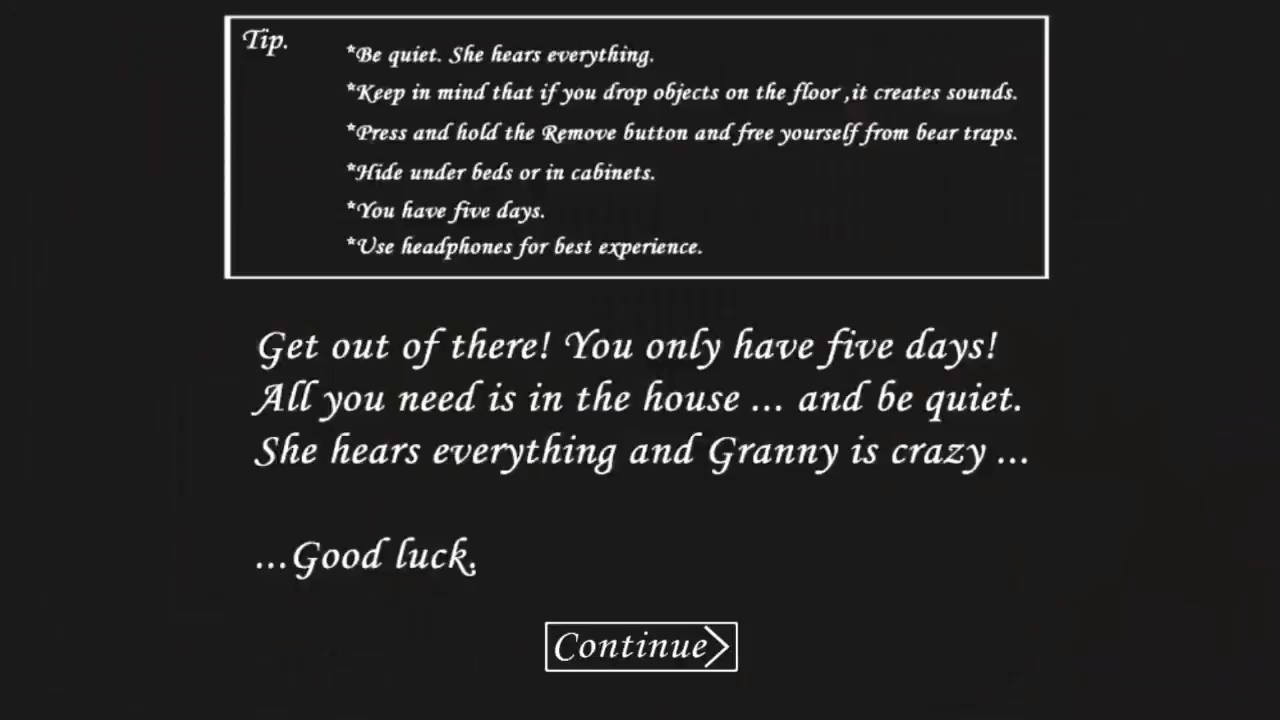 Tip.
*Be quiet. She hears everything.
*Keep in mind that if you drop objects on the floor ,it creates sounds.
*Press and hold the Remove button and free yourself from bear traps.
*Hide under beds or in cabinets.
*You have five days.
*Use headphones for best experience.
Get out of there! You only have five days!
All you need is in the house ... and be quiet.
She hears everything and Granny is crazy ...
...Good luck.
Continue